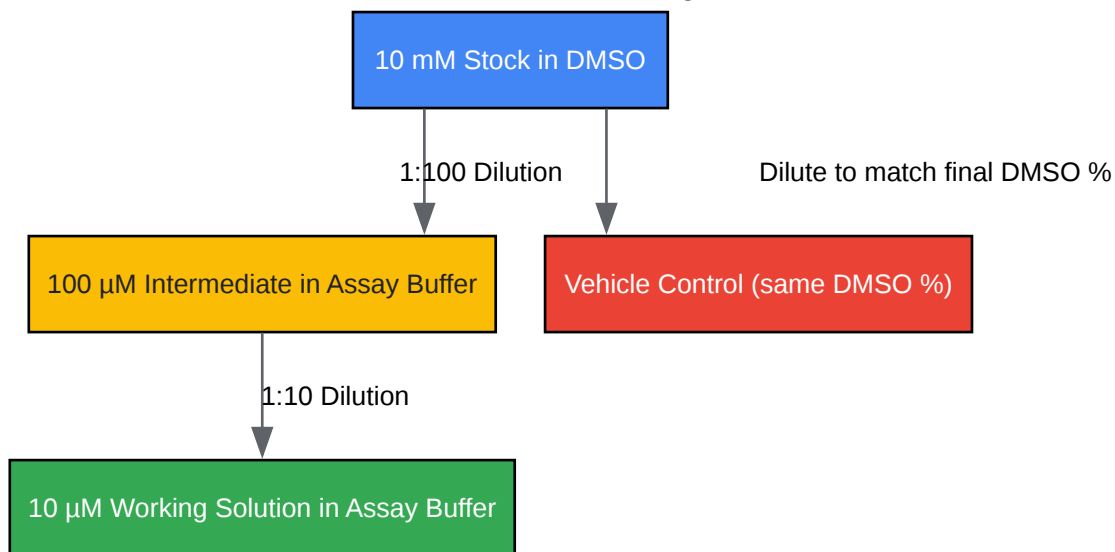 10 mM Stock in DMSO
1:100 Dilution
Dilute to match final DMSO %
100 µM Intermediate in Assay Buffer
Vehicle Control (same DMSO %)
1:10 Dilution
10 µM Working Solution in Assay Buffer